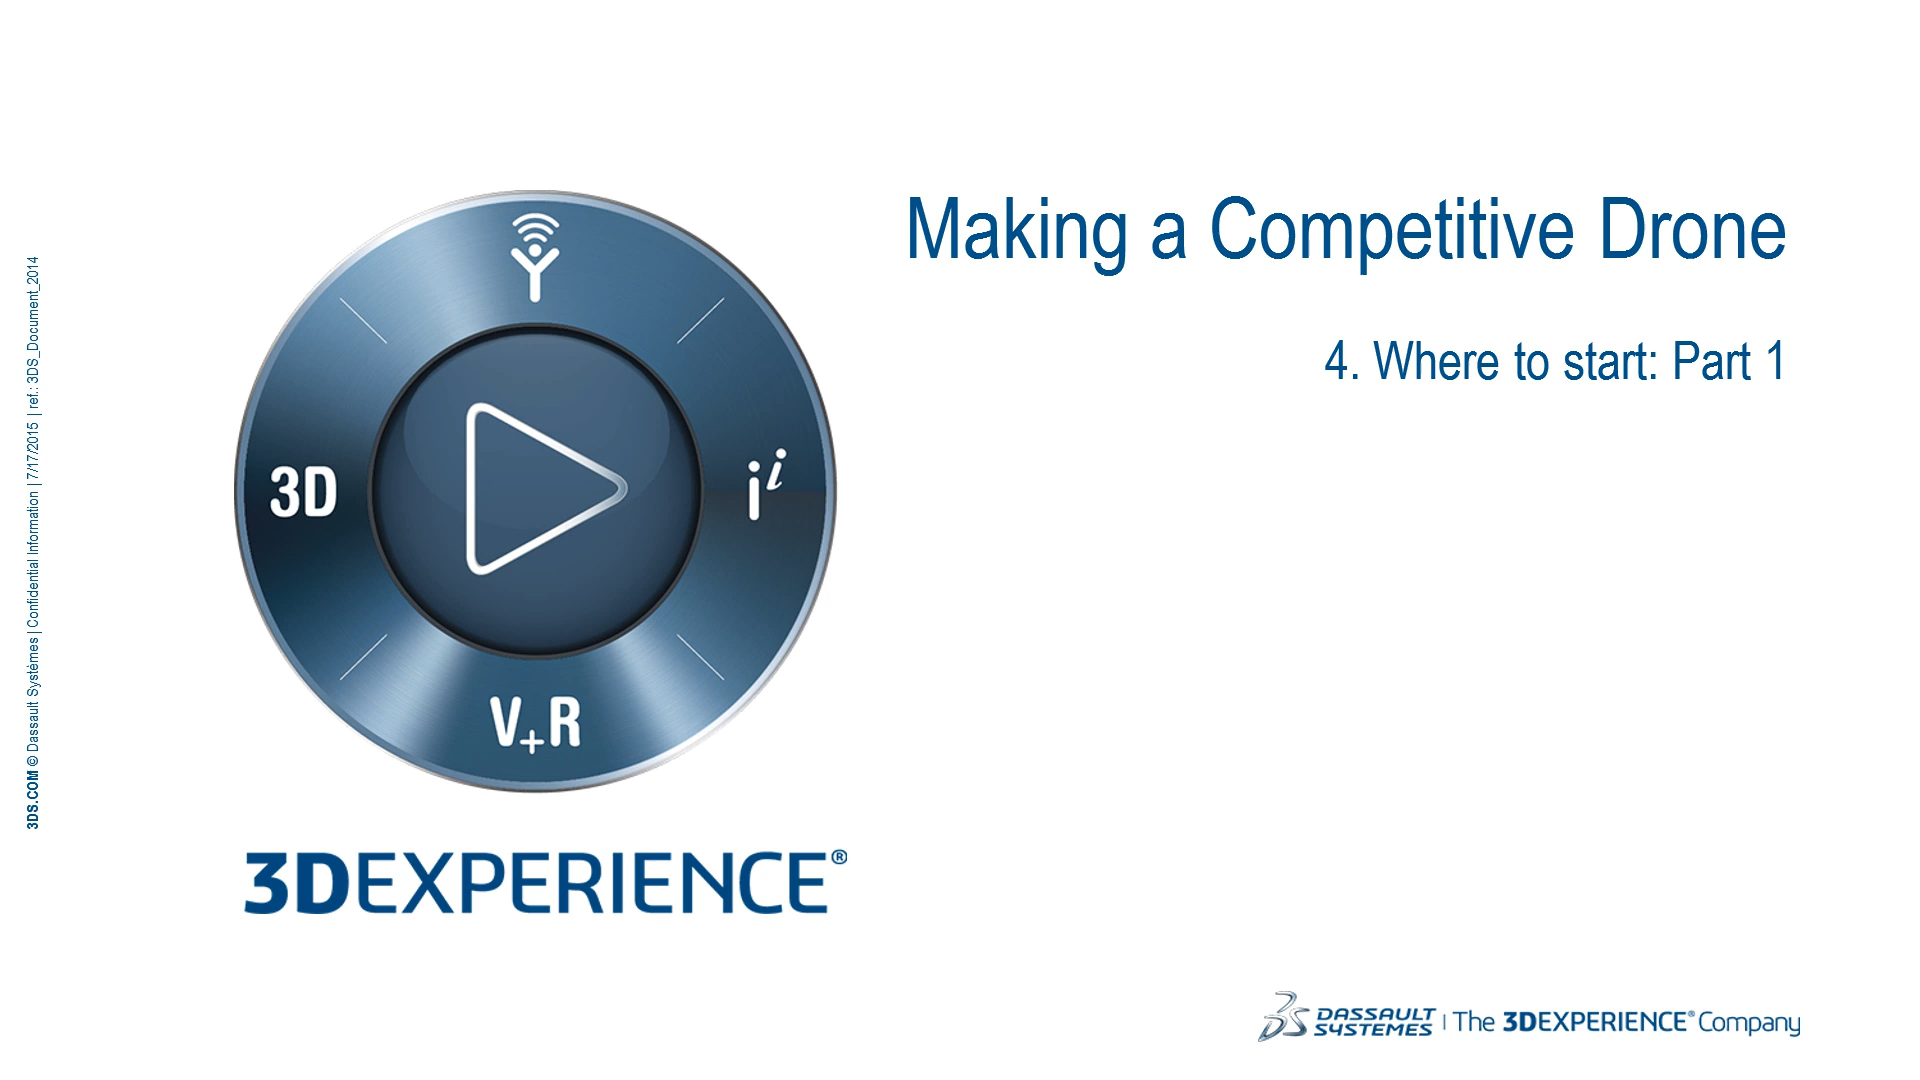 Making a Competitive Drone
4. Where to start: Part 1
3D
i i
V+R
3DEXPERIENCE®
3DS.COM © Dassault Systèmes | Confidential Information | 7/17/2015 | ref.: 3DS_Document_2014
DASSAULT SYSTEMES | The 3DEXPERIENCE® Company